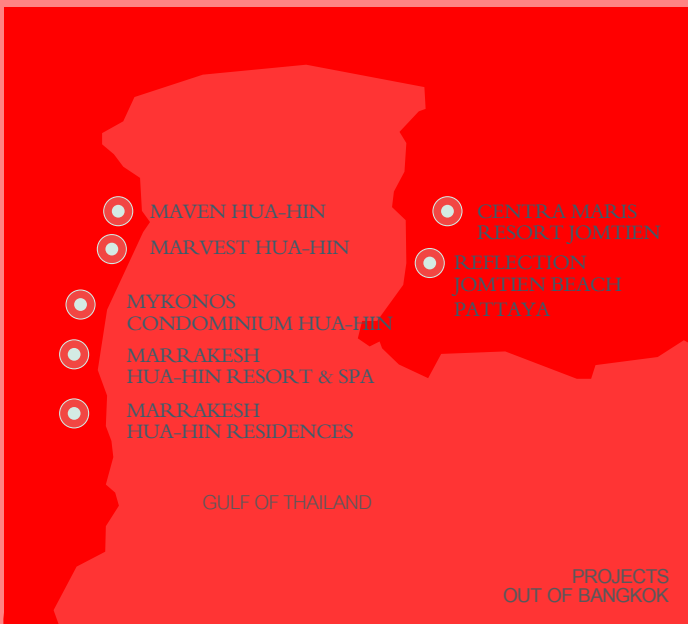 MAVEN HUA-HIN
MARVEST HUA-HIN
MYKONOS
CONDOMINIUM HUA-HIN
MARRAKESH
HUA-HIN RESORT & SPA
MARRAKESH
HUA-HIN RESIDENCES
CENTRA MARIS
RESORT JOMTIEN
REFLECTION
JOMTIEN BEACH
PATTAYA
GULF OF THAILAND
PROJECTS
OUT OF BANGKOK